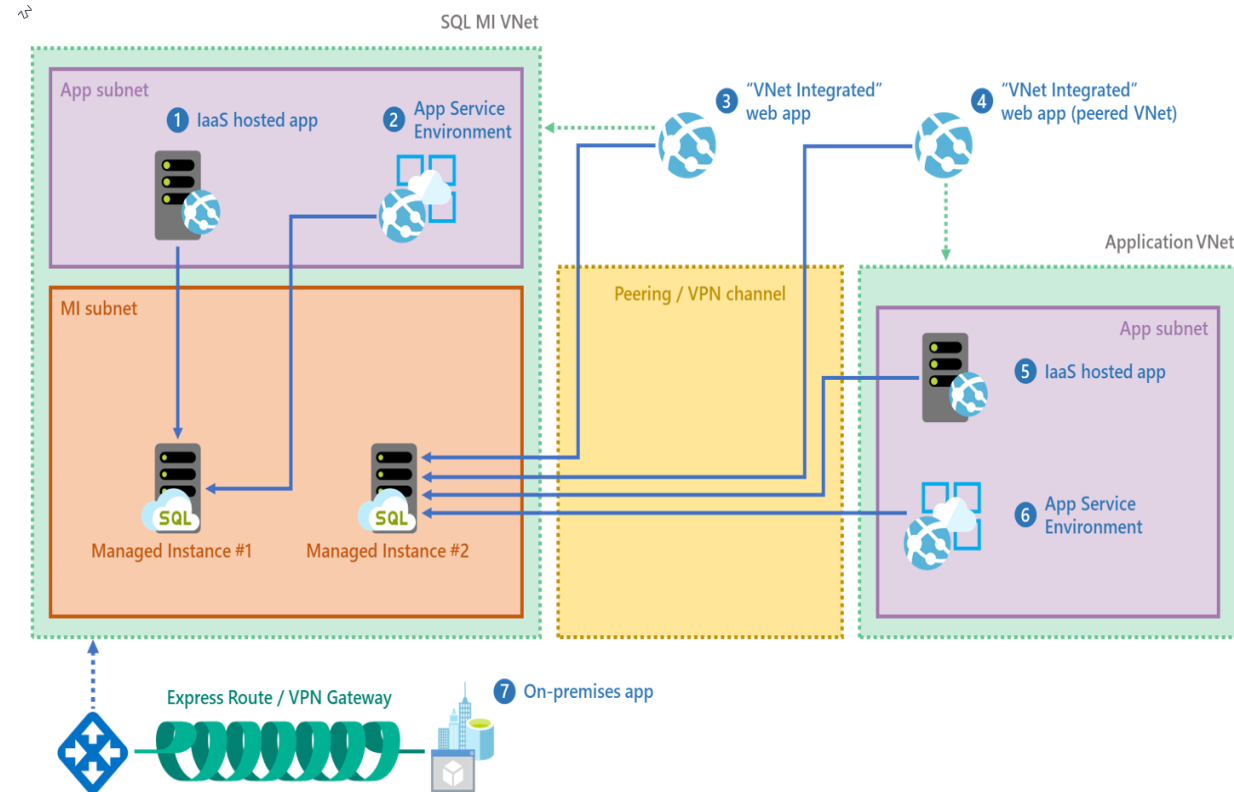 SQL MI VNet
App subnet
1 IaaS hosted app
2 App Service
Environment
3 “VNet Integrated”
web app
4 “VNet Integrated”
web app (peered VNet)
Application VNet
MI subnet
Peering / VPN channel
App subnet
5 IaaS hosted app
SQL
SQL
6 App Service
Environment
Managed Instance #1
Managed Instance #2
Express Route / VPN Gateway
7 On-premises app